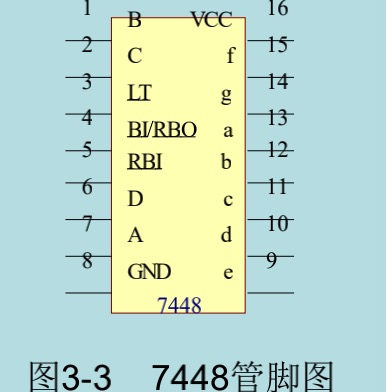 1 B VCC 16
2 C f 15
3 LT g 14
4 BI/RBO a 13
5 RBI b 12
6 D c 11
7 A d 10
8 GND e 9
7448
图3-3 7448管脚图